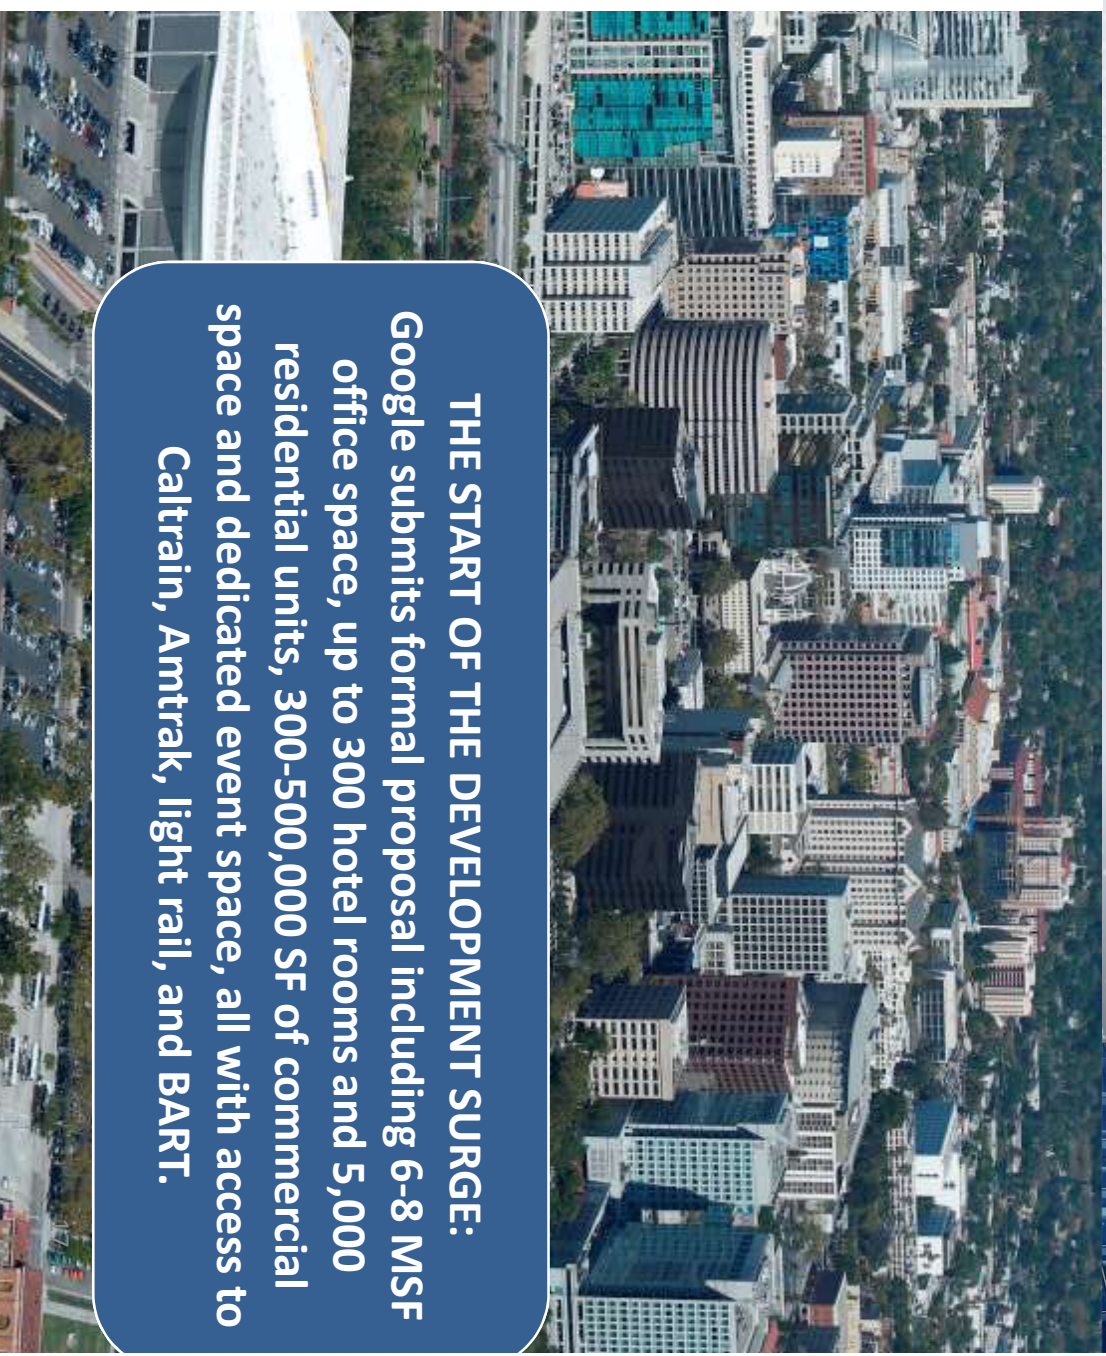 THE START OF THE DEVELOPMENT SURGE:
Google submits formal proposal including 6-8 MSF
office space, up to 300 hotel rooms and 5,000
residential units, 300-500,000 SF of commercial
space and dedicated event space, all with access to
Caltrain, Amtrak, light rail, and BART.